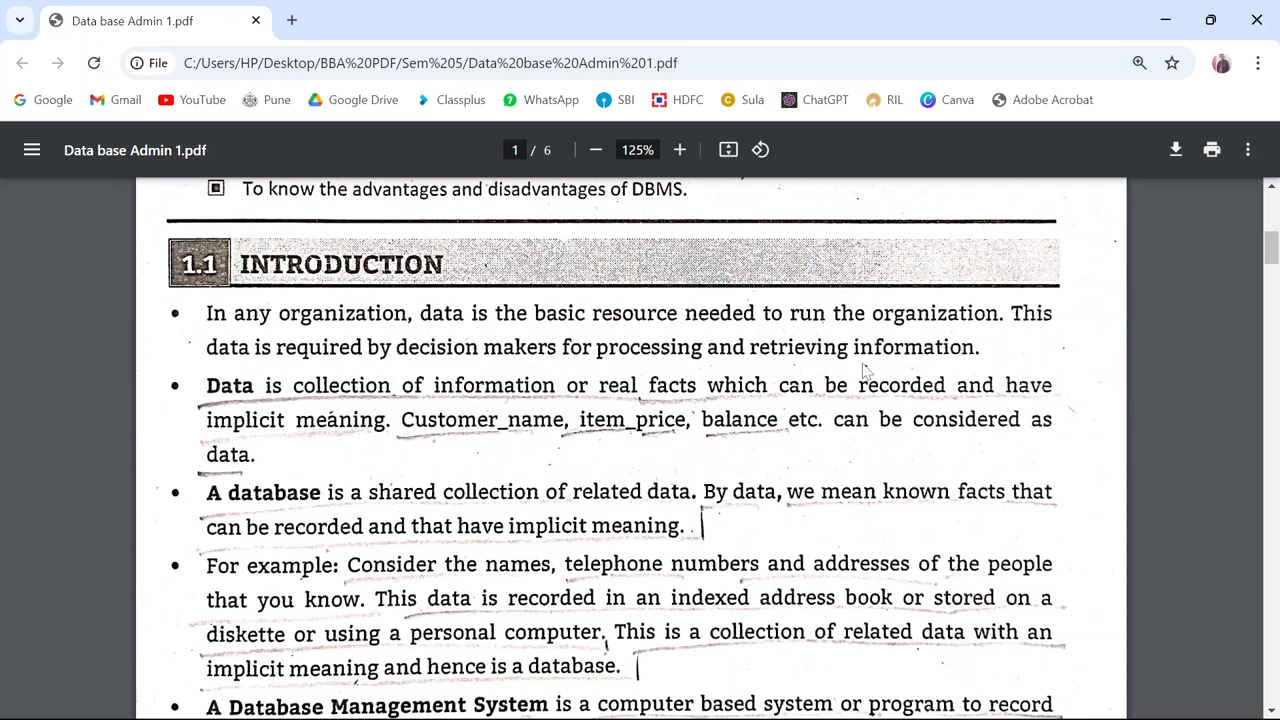 Data base Admin 1.pdf
File C:/Users/HP/Desktop/BBA%20PDF/Sem%205/Data%20base%20Admin%201.pdf
Google Gmail YouTube Pune Google Drive Classplus WhatsApp SBI HDFC Sula ChatGPT RIL Canva Adobe Acrobat
Data base Admin 1.pdf 1 / 6 125%
To know the advantages and disadvantages of DBMS.
1.1 INTRODUCTION
• In any organization, data is the basic resource needed to run the organization. This
data is required by decision makers for processing and retrieving information.
• Data is collection of information or real facts which can be recorded and have
implicit meaning. Customer_name, item_price, balance etc. can be considered as
data.
• A database is a shared collection of related data. By data, we mean known facts that
can be recorded and that have implicit meaning.
• For example: Consider the names, telephone numbers and addresses of the people
that you know. This data is recorded in an indexed address book or stored on a
diskette or using a personal computer. This is a collection of related data with an
implicit meaning and hence is a database.
• A Database Management System is a computer based system or program to record